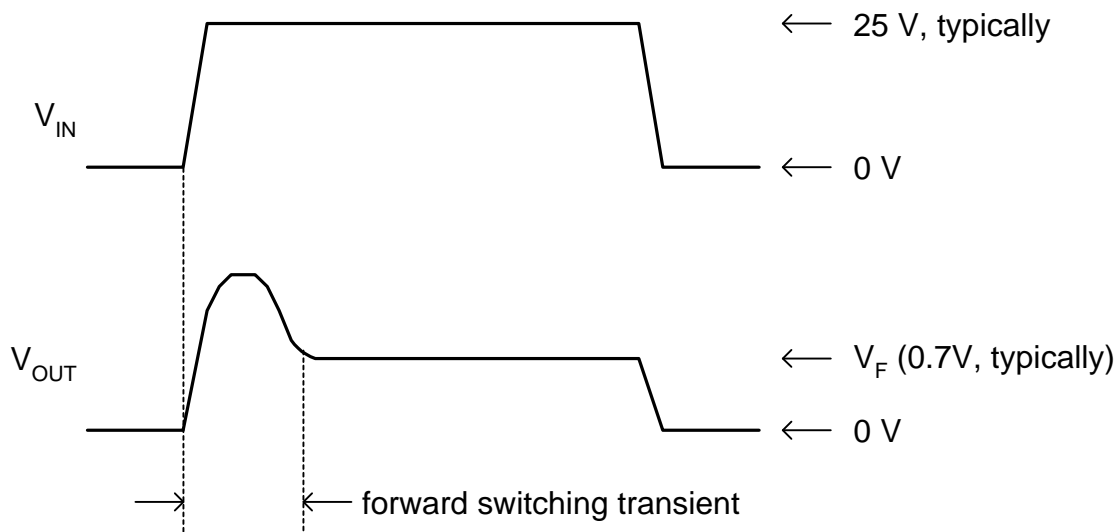 25 V, typically
V_IN
0 V
V_OUT
V_F (0.7V, typically)
0 V
forward switching transient